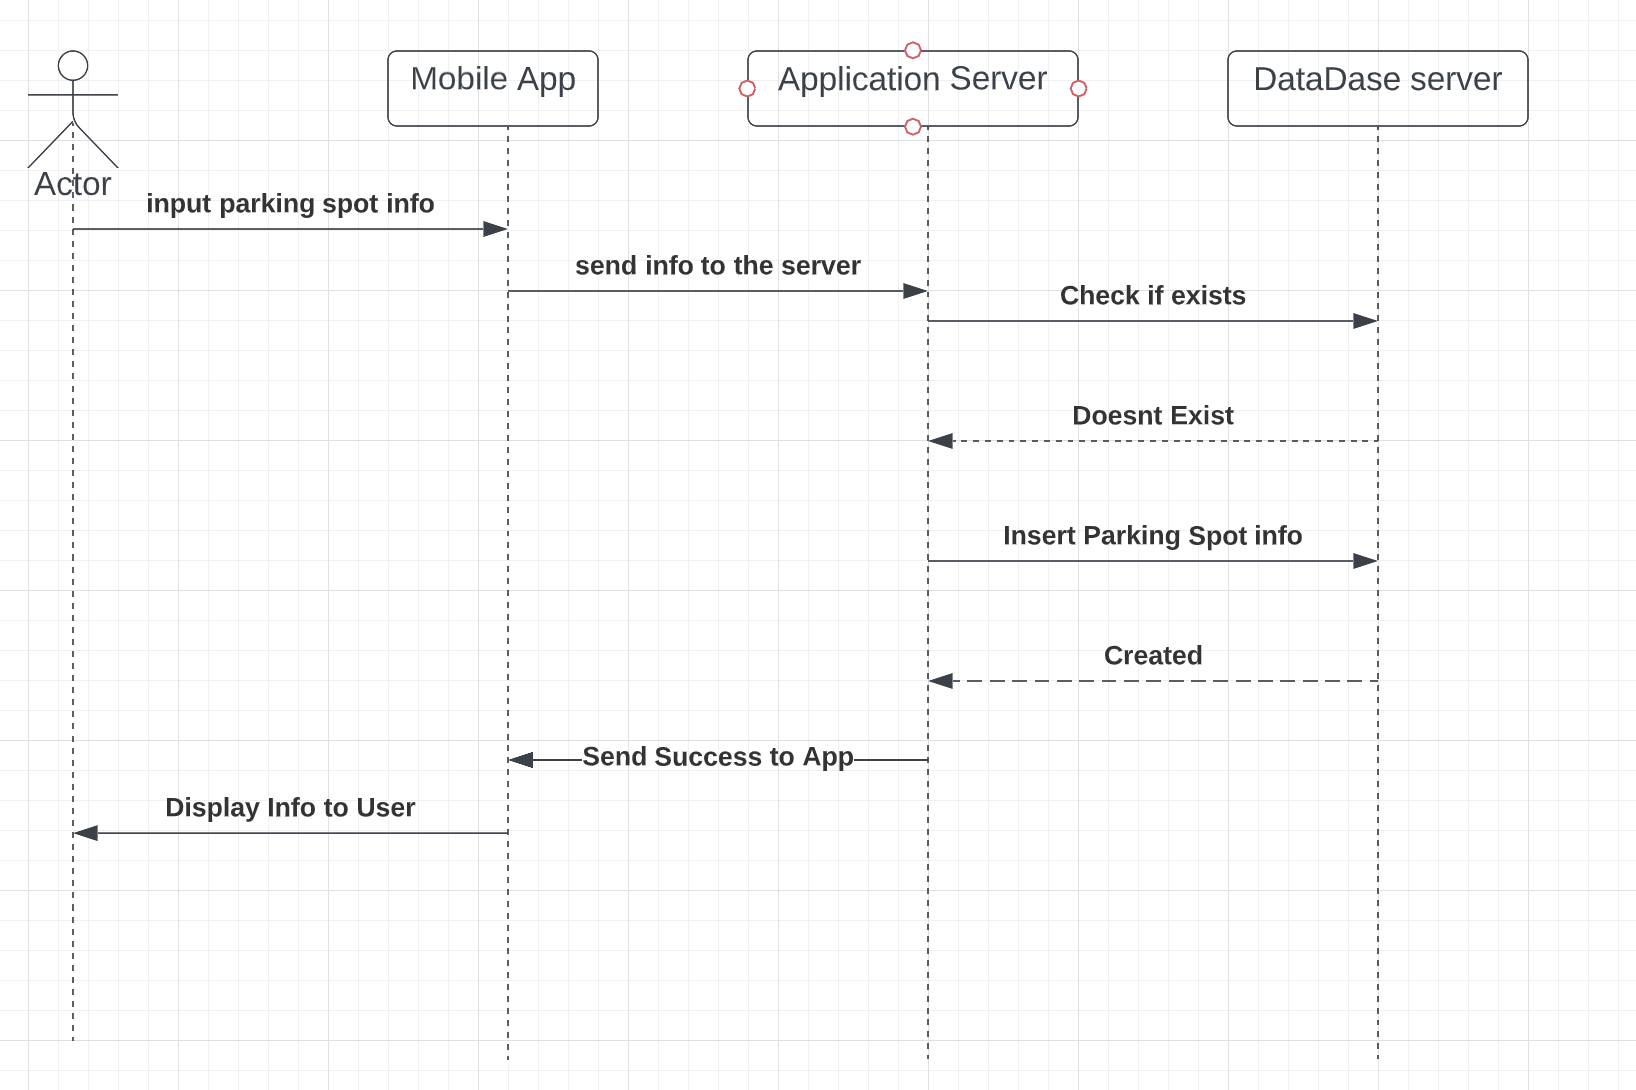 Mobile App
Application Server
DataDase server
Actor
input parking spot info
send info to the server
Check if exists
Doesnt Exist
Insert Parking Spot info
Created
Send Success to App
Display Info to User